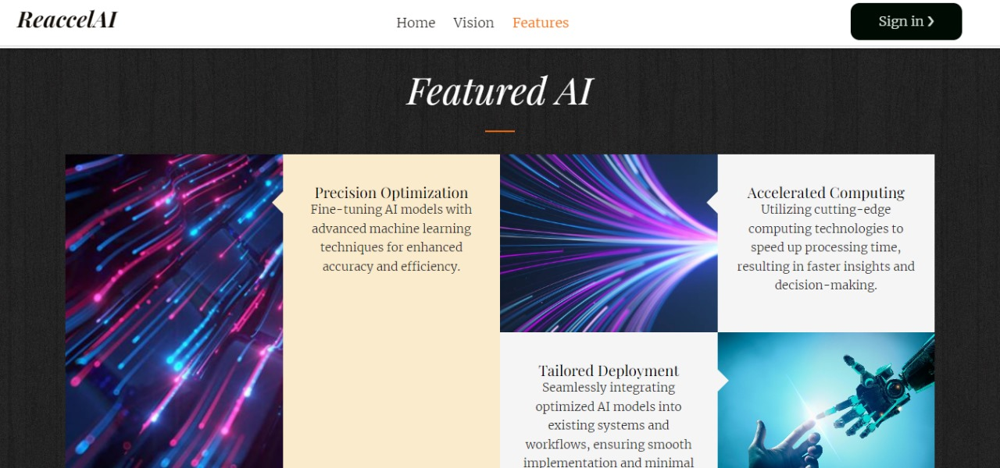 ReaccelAI
Home Vision Features
Sign in ❯
Featured AI
Precision Optimization
Fine-tuning AI models with
advanced machine learning
techniques for enhanced
accuracy and efficiency.
Accelerated Computing
Utilizing cutting-edge
computing technologies to
speed up processing time,
resulting in faster insights and
decision-making.
Tailored Deployment
Seamlessly integrating
optimized AI models into
existing systems and
workflows, ensuring smooth
implementation and minimal